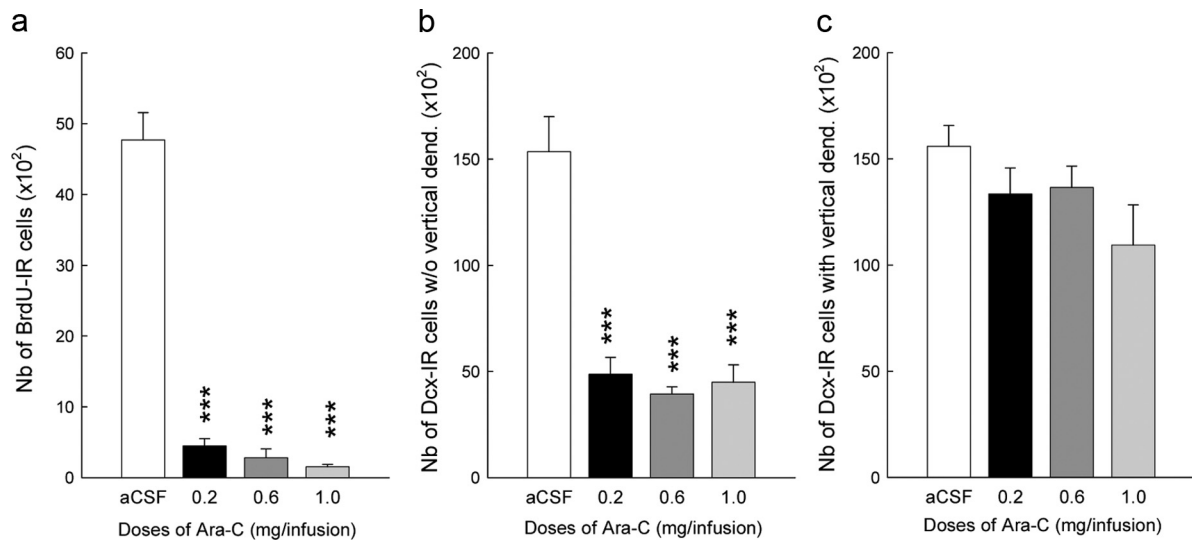 a
Nb of BrdU-IR cells (x10²)
60
50
40
30
20
10
0
***
***
***
aCSF 0.2 0.6 1.0
Doses of Ara-C (mg/infusion)
b
Nb of Dcx-IR cells w/o vertical dend. (x10²)
200
150
100
50
0
***
***
***
aCSF 0.2 0.6 1.0
Doses of Ara-C (mg/infusion)
c
Nb of Dcx-IR cells with vertical dend. (x10²)
200
150
100
50
0
aCSF 0.2 0.6 1.0
Doses of Ara-C (mg/infusion)